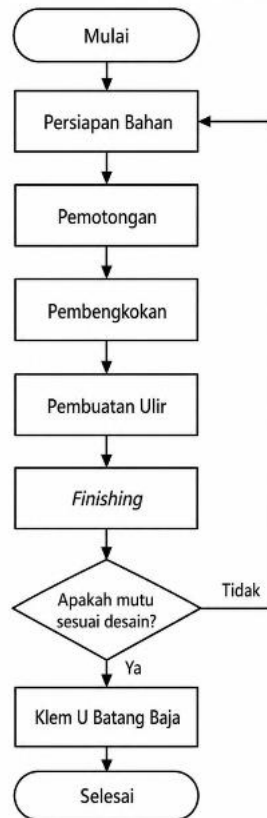 Mulai
Persiapan Bahan
Pemotongan
Pembengkokan
Pembuatan Ulir
Finishing
Apakah mutu
sesuai desain?
Tidak
Ya
Klem U Batang Baja
Selesai